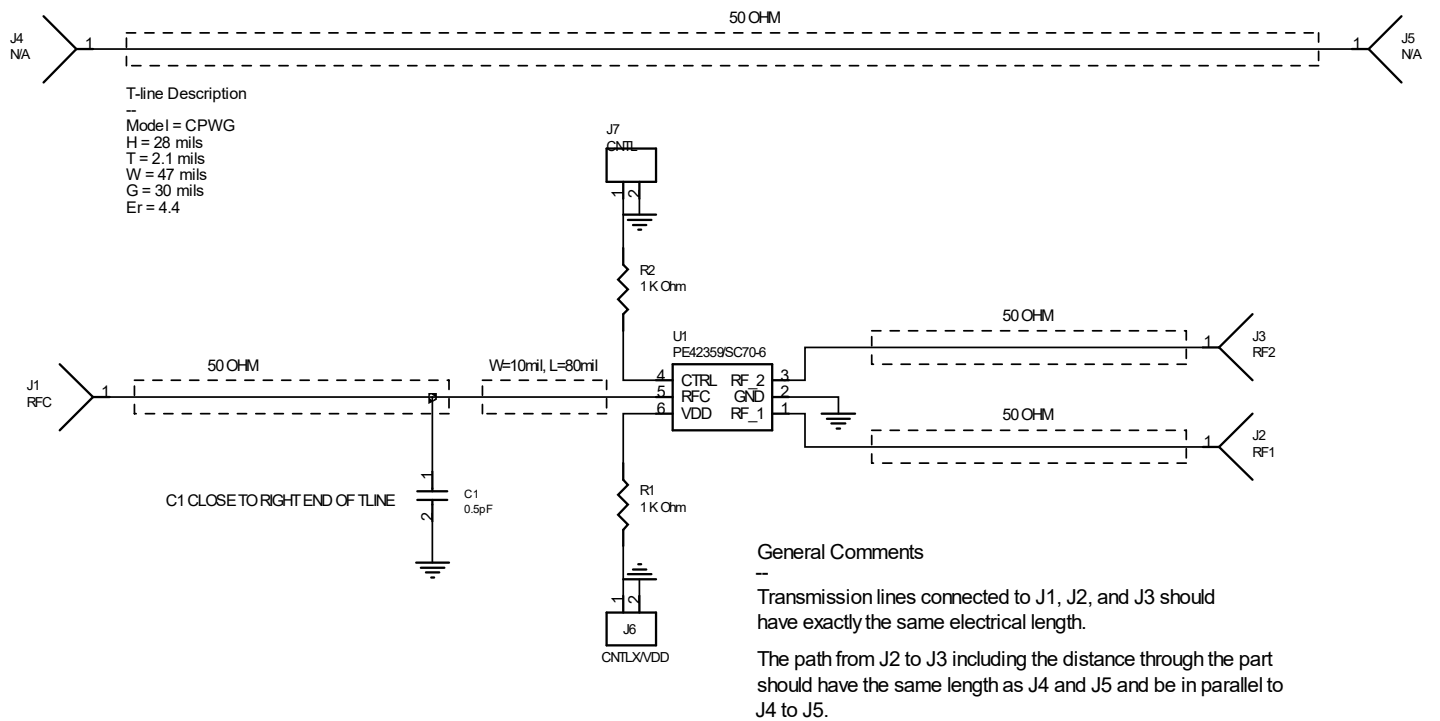 50 OHM
J4
N/A
1
1
J5
N/A
T-line Description
--
Model = CPWG
H = 28 mils
T = 2.1 mils
W = 47 mils
G = 30 mils
Er = 4.4
J7
CNTL
1
2
R2
1 K Ohm
U1
PE42359/SC70-6
4
CTRL
RF_2
3
5
RFC
GND
2
6
VDD
RF_1
1
50 OHM
1
J3
RF2
50 OHM
1
J2
RF1
J1
RFC
1
50 OHM
W=10mil, L=80mil
C1 CLOSE TO RIGHT END OF TLINE
1
2
C1
0.5pF
R1
1 K Ohm
1
2
J6
CNTLX/VDD
General Comments
--
Transmission lines connected to J1, J2, and J3 should
have exactly the same electrical length.
The path from J2 to J3 including the distance through the part
should have the same length as J4 and J5 and be in parallel to
J4 to J5.